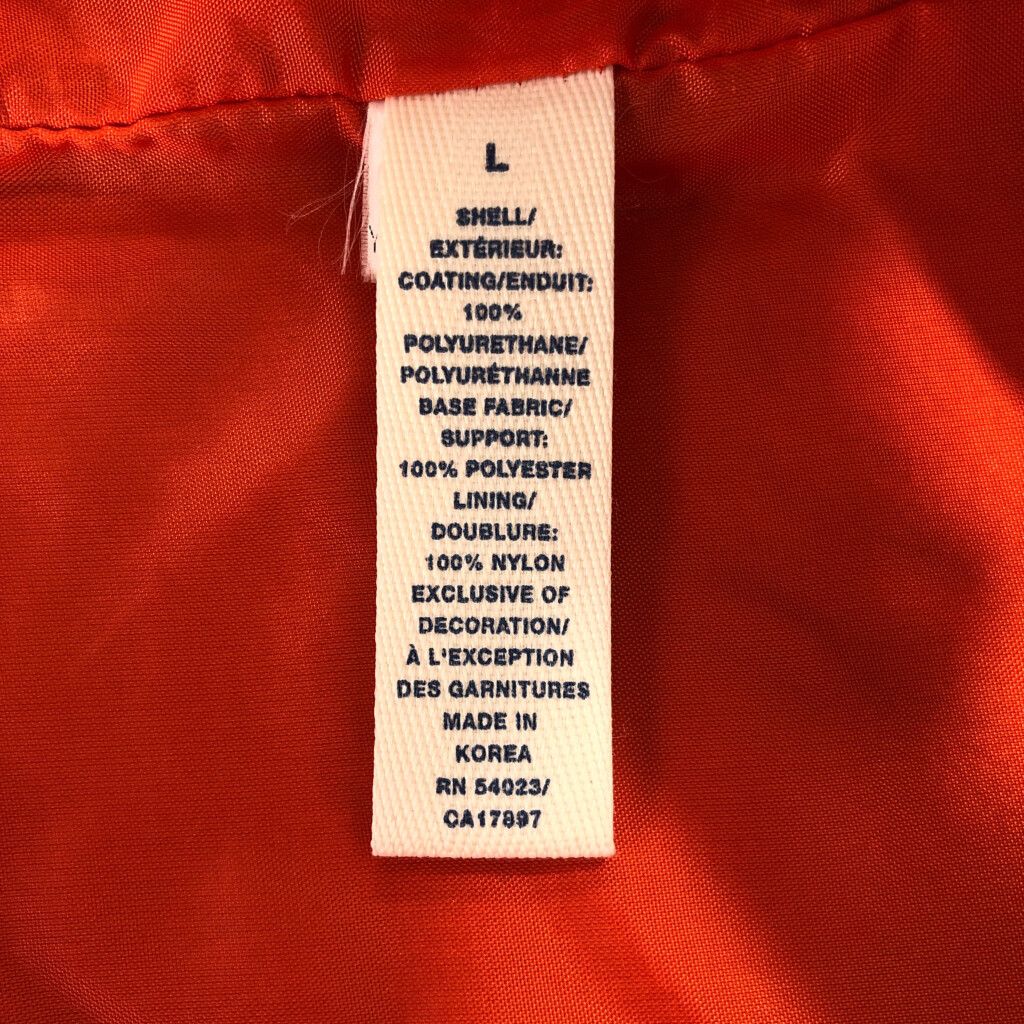 L
SHELL/
EXTÉRIEUR:
COATING/ENDUIT:
100%
POLYURETHANE/
POLYURÉTHANNE
BASE FABRIC/
SUPPORT:
100% POLYESTER
LINING/
DOUBLURE:
100% NYLON
EXCLUSIVE OF
DECORATION/
À L'EXCEPTION
DES GARNITURES
MADE IN
KOREA
RN 54023/
CA17897